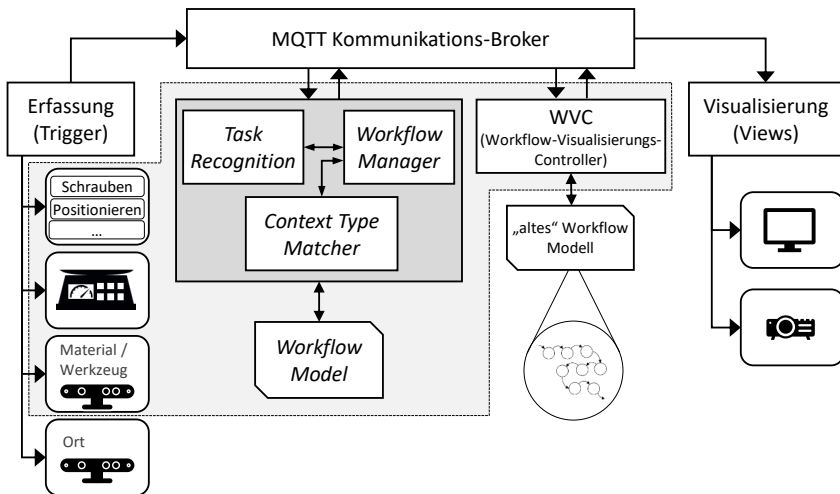 MQTT Kommunikations-Broker
Erfassung
(Trigger)
Task
Recognition
Workflow
Manager
Context Type
Matcher
WVC
(Workflow-Visualisierungs-
Controller)
Visualisierung
(Views)
Schrauben
Positionieren
...
„altes“ Workflow
Modell
Workflow
Model
Material /
Werkzeug
Ort